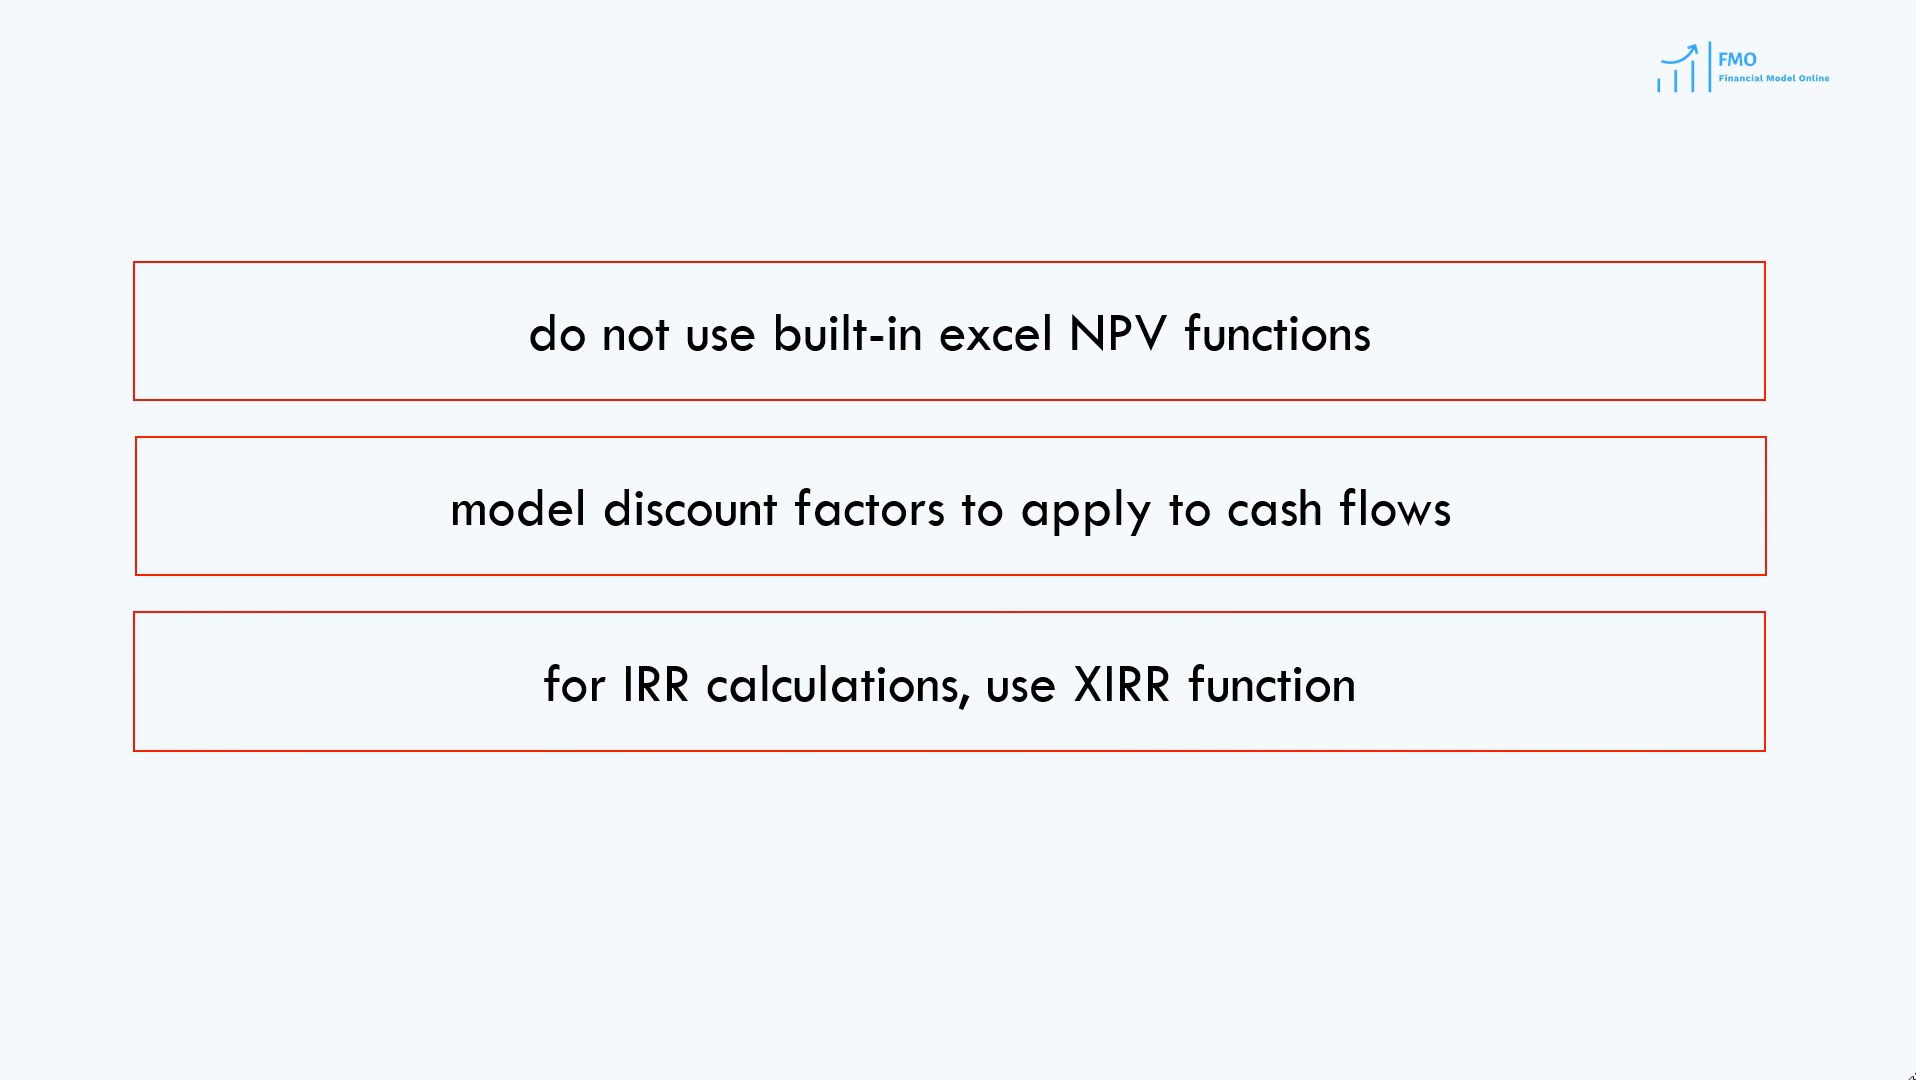 FMO
Financial Model Online
do not use built-in excel NPV functions
model discount factors to apply to cash flows
for IRR calculations, use XIRR function